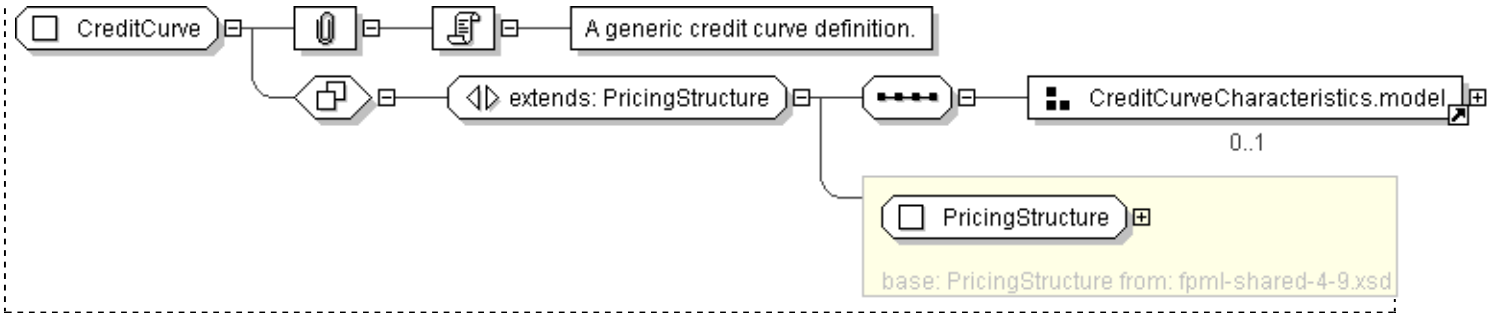 CreditCurve
A generic credit curve definition.
extends: PricingStructure
CreditCurveCharacteristics.model
0..1
PricingStructure
base: PricingStructure from: fpml-shared-4-9.xsd